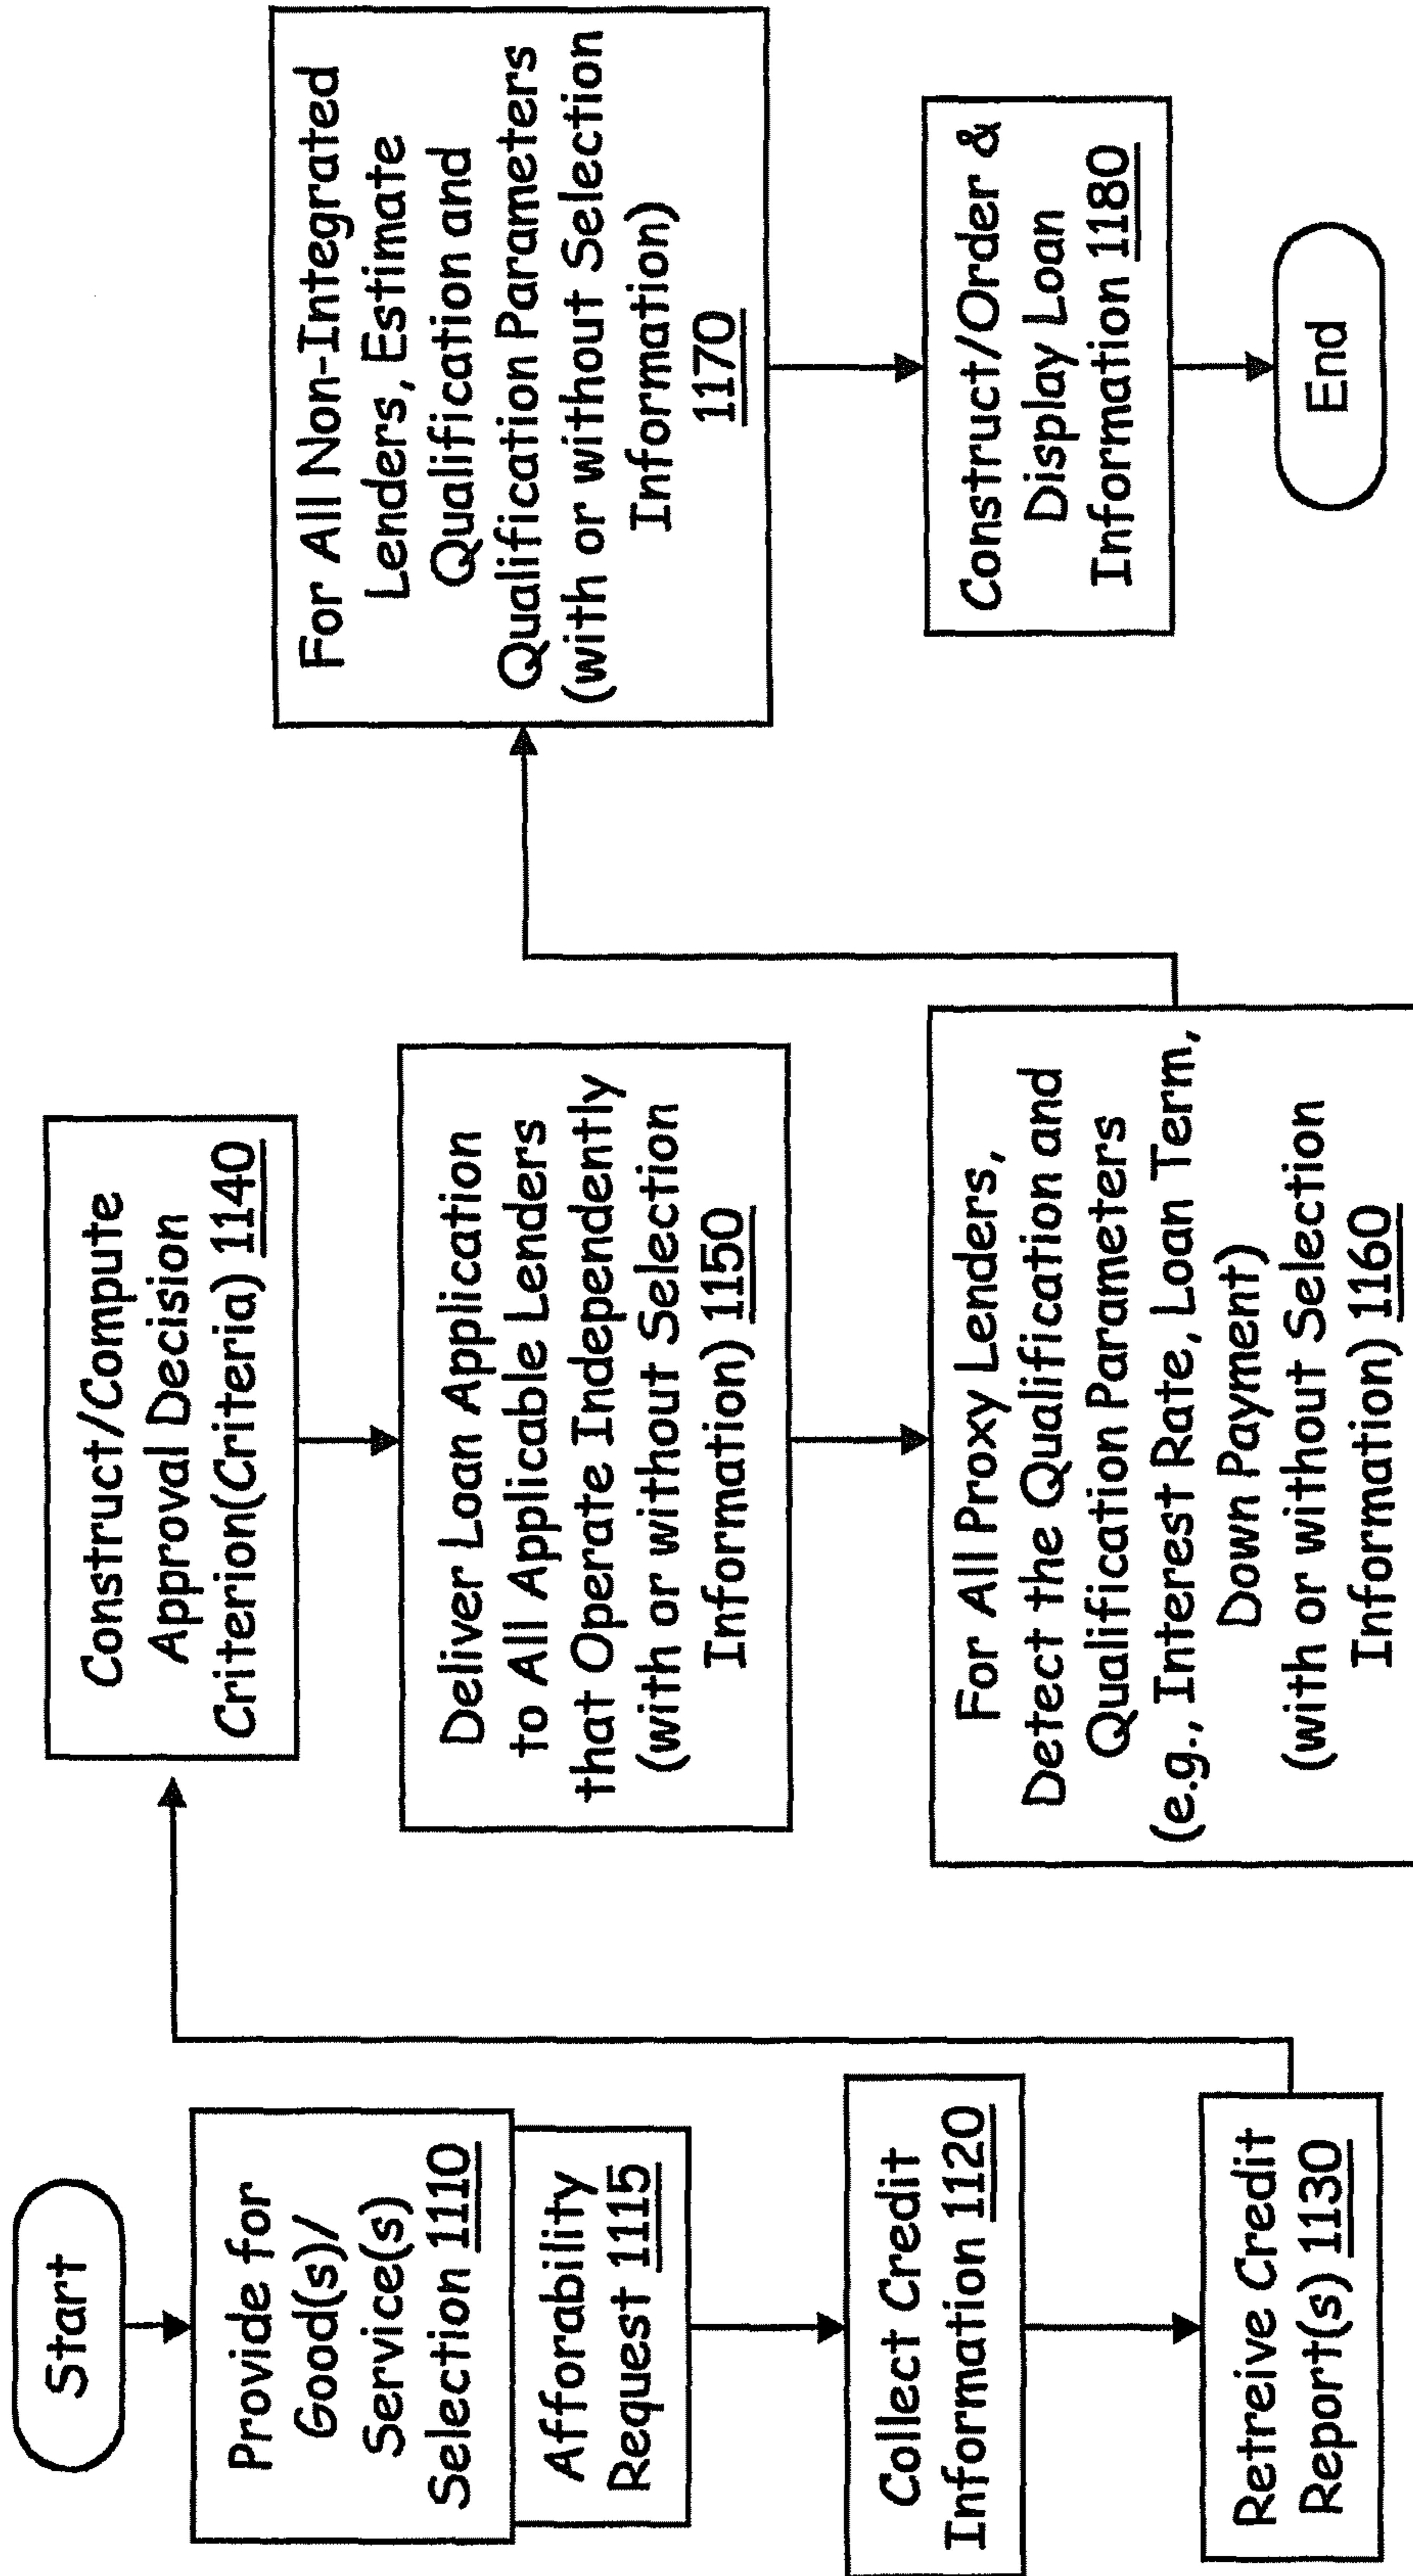 Start
Provide for
Good(s)/
Service(s)
Selection 1110
Afforability
Request 1115
Collect Credit
Information 1120
Retreive Credit
Report(s) 1130
Construct/Compute
Approval Decision
Criterion(Criteria) 1140
Deliver Loan Application
to All Applicable Lenders
that Operate Independently
(with or without Selection
Information) 1150
For All Proxy Lenders,
Detect the Qualification and
Qualification Parameters
(e.g., Interest Rate, Loan Term,
Down Payment)
(with or without Selection
Information) 1160
For All Non-Integrated
Lenders, Estimate
Qualification and
Qualification Parameters
(with or without Selection
Information)
1170
Construct/Order &
Display Loan
Information 1180
End